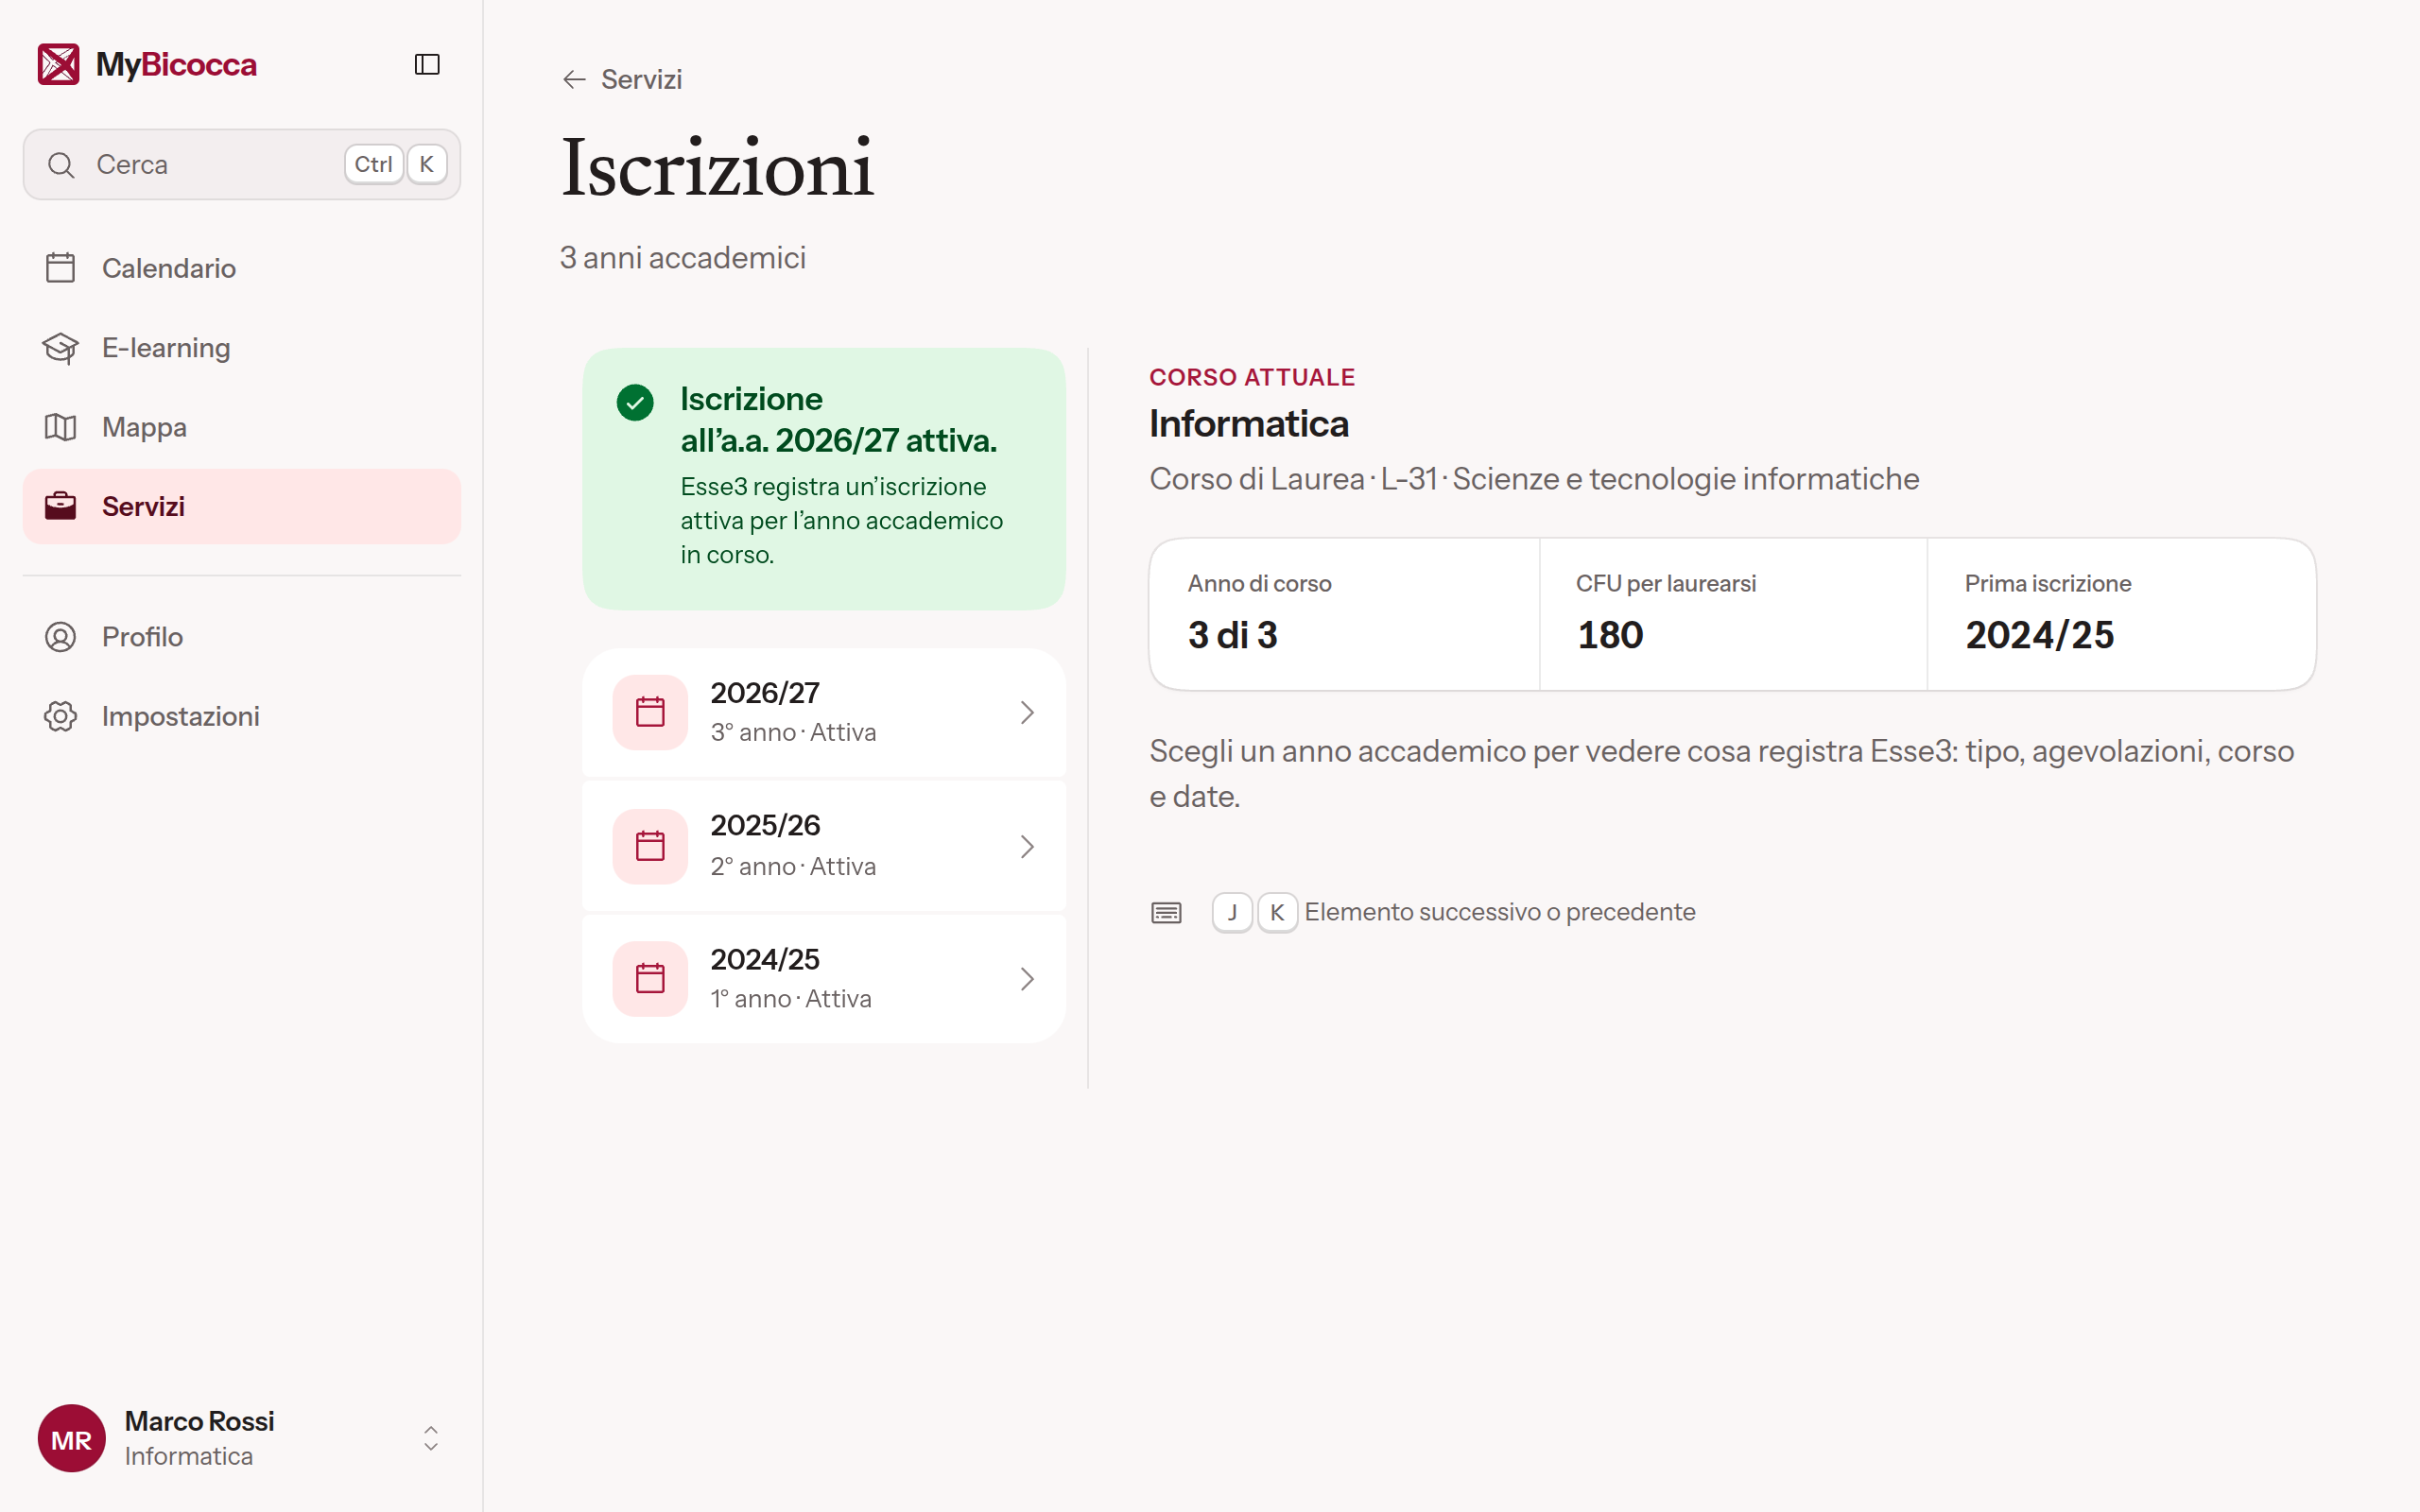 MyBicocca
Cerca
Ctrl K
Calendario
E-learning
Mappa
Servizi
Profilo
Impostazioni
Marco Rossi
MR
Informatica
Servizi
Iscrizioni
3 anni accademici
Iscrizione
all’a.a. 2026/27 attiva.
Esse3 registra un’iscrizione
attiva per l’anno accademico
in corso.
2026/27
3° anno · Attiva
2025/26
2° anno · Attiva
2024/25
1° anno · Attiva
CORSO ATTUALE
Informatica
Corso di Laurea · L-31 · Scienze e tecnologie informatiche
Anno di corso
3 di 3
CFU per laurearsi
180
Prima iscrizione
2024/25
Scegli un anno accademico per vedere cosa registra Esse3: tipo, agevolazioni, corso
e date.
J K Elemento successivo o precedente